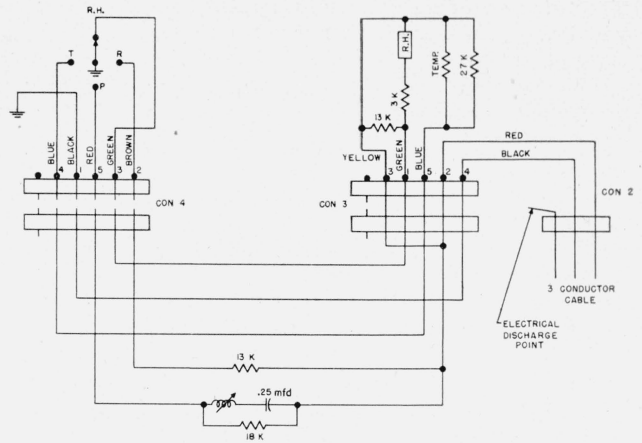 R.H.
T
R
P
BLUE
BLACK
RED
GREEN
BROWN
4 1 5 3 2
CON 4
R.H.
3 K
13 K
TEMP.
27 K
YELLOW
GREEN
BLUE
3 1 5 2 4
CON 3
RED
BLACK
CON 2
3 CONDUCTOR
CABLE
ELECTRICAL
DISCHARGE
POINT
13 K
.25 mfd
18 K